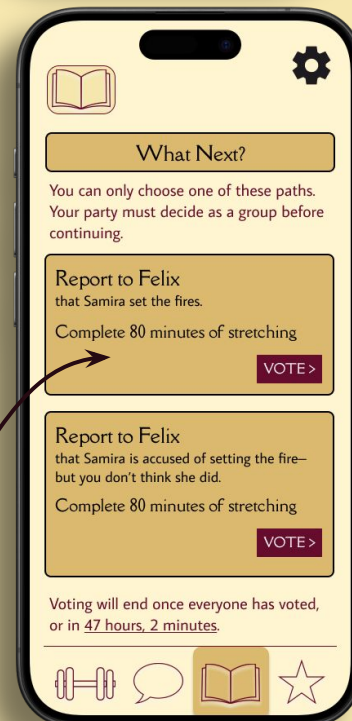 What Next?
You can only choose one of these paths.
Your party must decide as a group before
continuing.
Report to Felix
that Samira set the fires.
Complete 80 minutes of stretching
VOTE >
Report to Felix
that Samira is accused of setting the fire—
but you don't think she did.
Complete 80 minutes of stretching
VOTE >
Voting will end once everyone has voted,
or in 47 hours, 2 minutes.